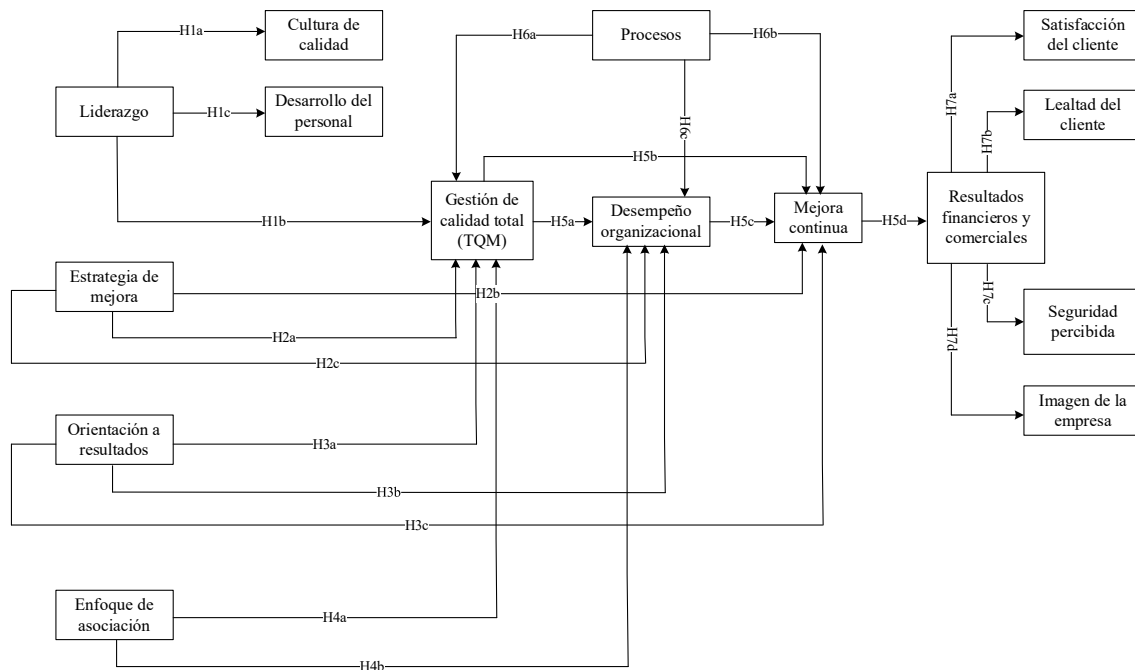 Cultura de
calidad
H1a
Liderazgo
H1c
Desarrollo del
personal
H1b
H6a
Procesos
H6b
H6c
H5b
Gestión de
calidad total
(TQM)
H5a
Desempeño
organizacional
H5c
Mejora
continua
H5d
Resultados
financieros y
comerciales
H7a
Satisfacción
del cliente
H7b
Lealtad del
cliente
H7c
Seguridad
percibida
H7d
Imagen de la
empresa
Estrategia de
mejora
H2b
H2a
H2c
Orientación a
resultados
H3a
H3b
H3c
Enfoque de
asociación
H4a
H4b